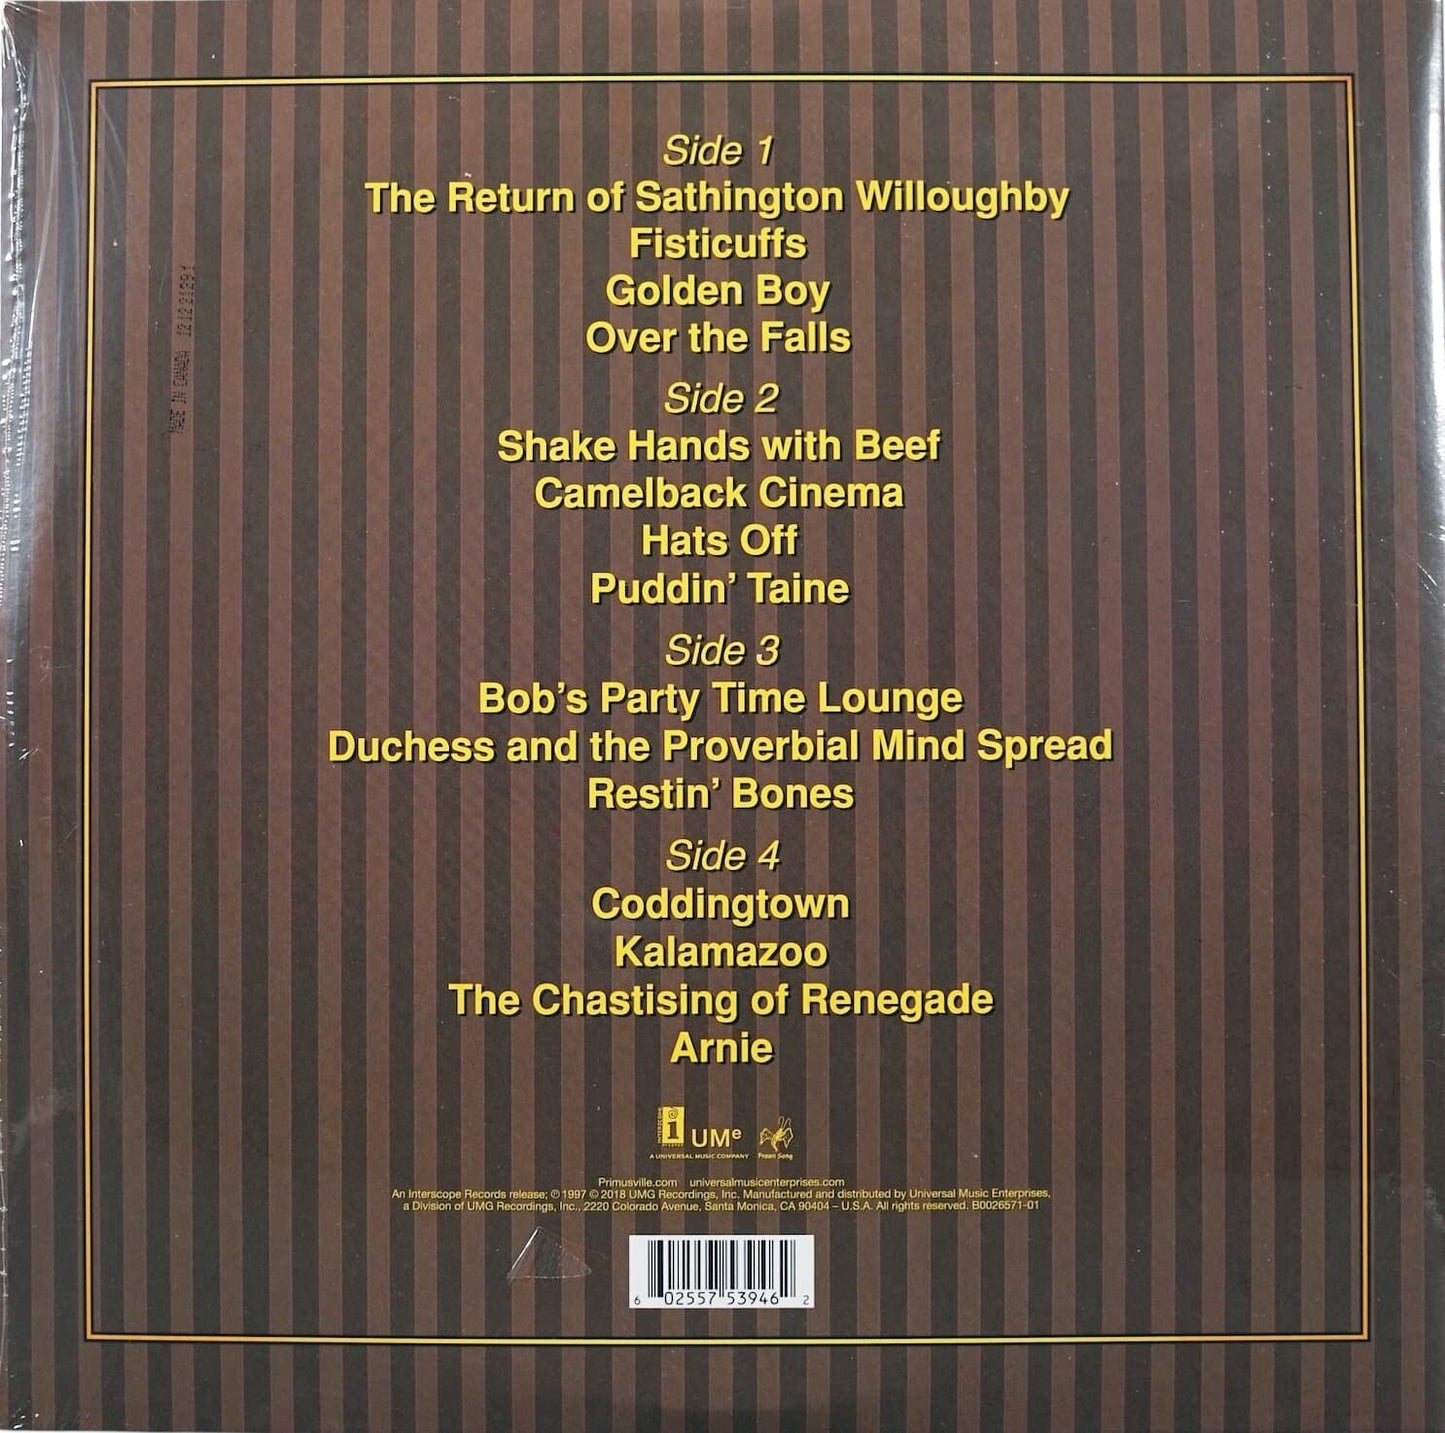 Side 1
The Return of Sathington Willoughby
Fisticuffs
Golden Boy
Over the Falls
Side 2
Shake Hands with Beef
Camelback Cinema
Hats Off
Puddin’ Taine
Side 3
Bob’s Party Time Lounge
Duchess and the Proverbial Mind Spread
Restin’ Bones
Side 4
Coddingtown
Kalamazoo
The Chastising of Renegade
Arnie
MADE IN CANADA
i UMe
A UNIVERSAL MUSIC COMPANY Prawn Song
Primusville.com universalmusicenterprises.com
An Interscope Records release; ℗ 1997 © 2018 UMG Recordings, Inc. Manufactured and distributed by Universal Music Enterprises,
a Division of UMG Recordings, Inc., 2220 Colorado Avenue, Santa Monica, CA 90404 – U.S.A. All rights reserved. B0026571-01
6 02557 53946 2